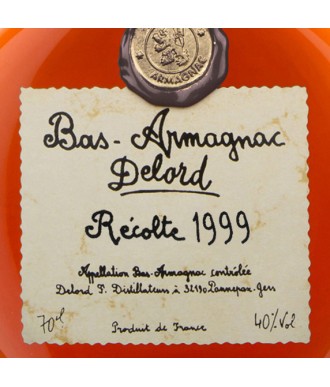 ARMAGNAC
Bas-Armagnac
Delord
Récolte 1999
Appellation Bas-Armagnac contrôlée
Delord F. Distillateurs à 32190 Lannepax-Gers
70cl
40% Vol
Produit de France